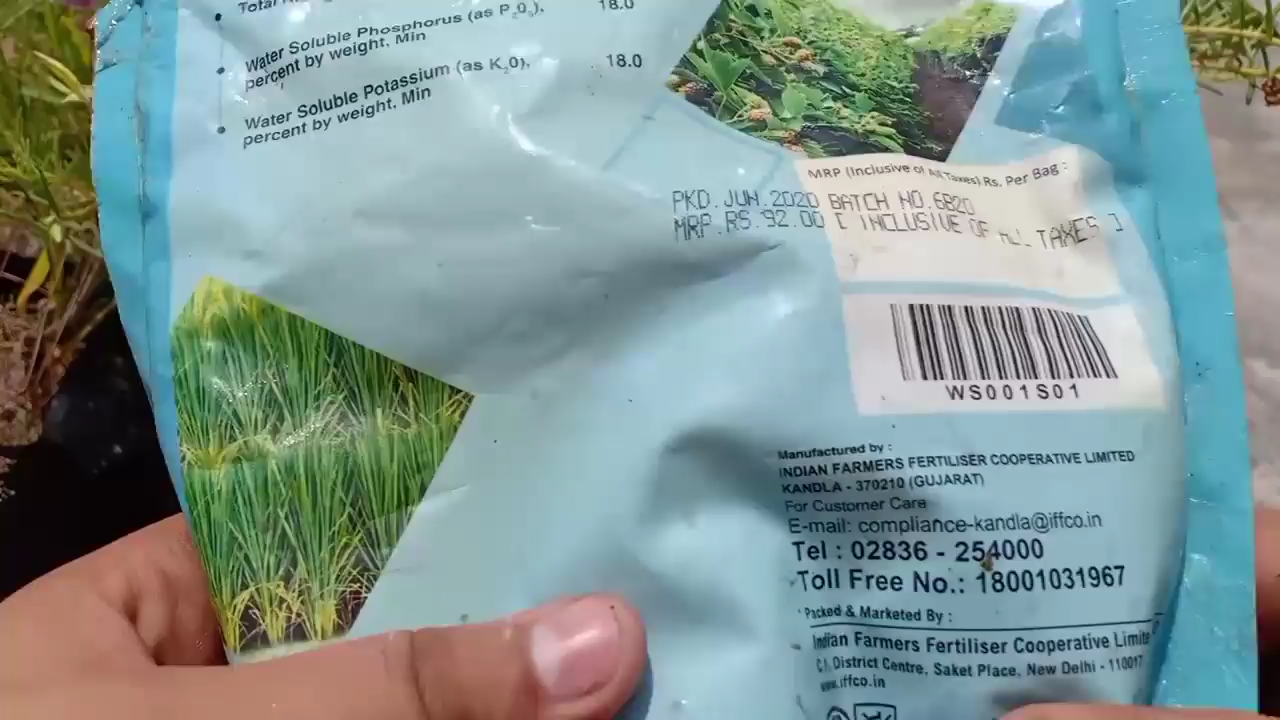 Total
Water Soluble Phosphorus (as P₂O₅), 18.0
percent by weight. Min
Water Soluble Potassium (as K₂O), 18.0
percent by weight. Min
MRP (Inclusive of All Taxes) Rs. Per Bag :
PKD.JUN.2020 BATCH NO.6B20
MRP.RS.92.00 [ INCLUSIVE OF ALL TAXES ]
WS001S01
Manufactured by :
INDIAN FARMERS FERTILISER COOPERATIVE LIMITED
KANDLA - 370210 (GUJARAT)
For Customer Care
E-mail: compliance-kandla@iffco.in
Tel : 02836 - 254000
Toll Free No.: 18001031967
Packed & Marketed By :
Indian Farmers Fertiliser Cooperative Limite
C1, District Centre, Saket Place, New Delhi - 110017
www.iffco.in